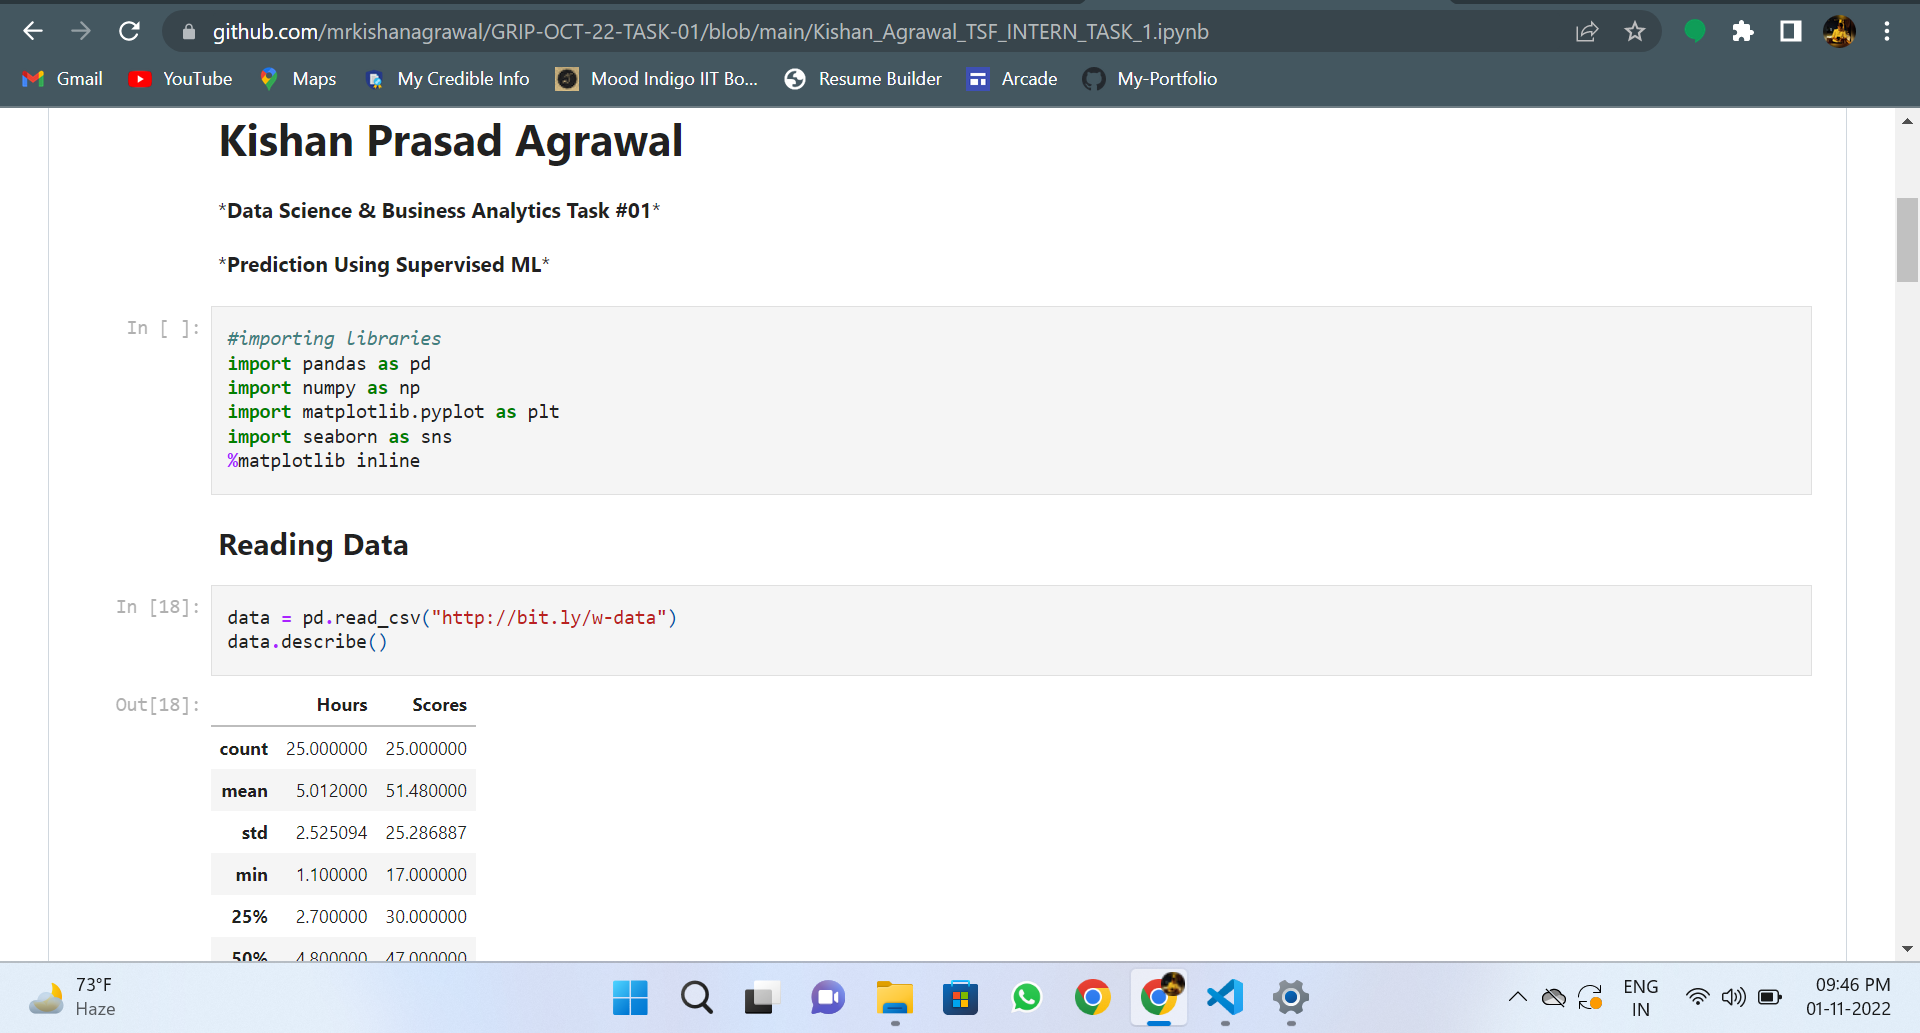 github.com/mrkishanagrawal/GRIP-OCT-22-TASK-01/blob/main/Kishan_Agrawal_TSF_INTERN_TASK_1.ipynb
Gmail YouTube Maps My Credible Info Mood Indigo IIT Bo... Resume Builder Arcade My-Portfolio
Kishan Prasad Agrawal
*Data Science & Business Analytics Task #01*
*Prediction Using Supervised ML*
In [ ]:
#importing libraries
import pandas as pd
import numpy as np
import matplotlib.pyplot as plt
import seaborn as sns
%matplotlib inline
Reading Data
In [18]:
data = pd.read_csv("http://bit.ly/w-data")
data.describe()
Out[18]:
Hours Scores
count 25.000000 25.000000
mean 5.012000 51.480000
std 2.525094 25.286887
min 1.100000 17.000000
25% 2.700000 30.000000
50% 4.800000 47.000000
73°F
Haze
ENG
IN
09:46 PM
01-11-2022